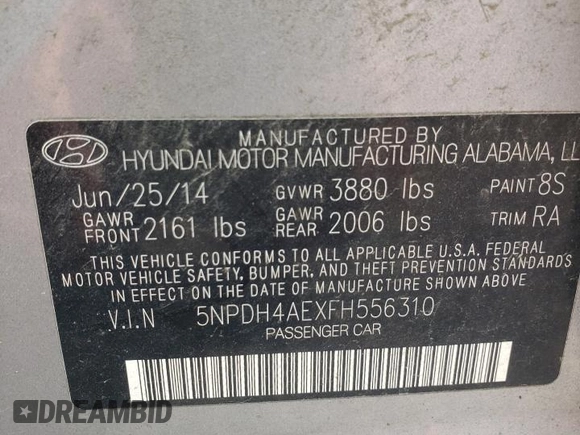 MANUFACTURED BY
HYUNDAI MOTOR MANUFACTURING ALABAMA, LL
Jun/25/14 GVWR 3880 lbs PAINT 8S
GAWR FRONT 2161 lbs GAWR REAR 2006 lbs TRIM RA
THIS VEHICLE CONFORMS TO ALL APPLICABLE U.S.A. FEDERAL
MOTOR VEHICLE SAFETY, BUMPER, AND THEFT PREVENTION STANDARDS
IN EFFECT ON THE DATE OF MANUFACTURE SHOWN ABOVE
V.I.N 5NPDH4AEXFH556310
PASSENGER CAR
DREAMBID